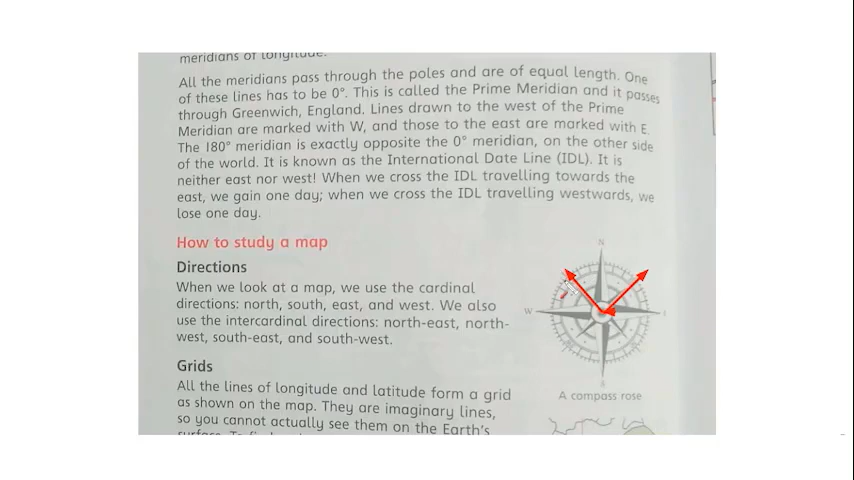 meridians of longitude.
All the meridians pass through the poles and are of equal length. One
of these lines has to be 0°. This is called the Prime Meridian and it passes
through Greenwich, England. Lines drawn to the west of the Prime
Meridian are marked with W, and those to the east are marked with E.
The 180° meridian is exactly opposite the 0° meridian, on the other side
of the world. It is known as the International Date Line (IDL). It is
neither east nor west! When we cross the IDL travelling towards the
east, we gain one day; when we cross the IDL travelling westwards, we
lose one day.
How to study a map
Directions
When we look at a map, we use the cardinal
directions: north, south, east, and west. We also
use the intercardinal directions: north-east, north-
west, south-east, and south-west.
N
W
S
A compass rose
Grids
All the lines of longitude and latitude form a grid
as shown on the map. They are imaginary lines,
so you cannot actually see them on the Earth's